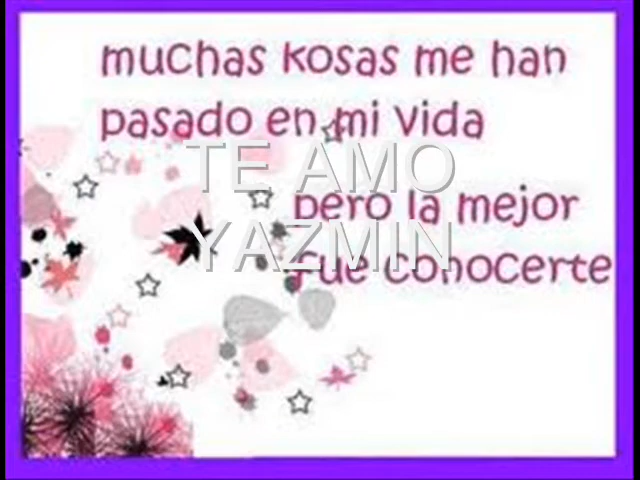 muchas kosas me han
pasado en mi vida
TE AMO
pero la mejor
YAZMIN
fue conocerte